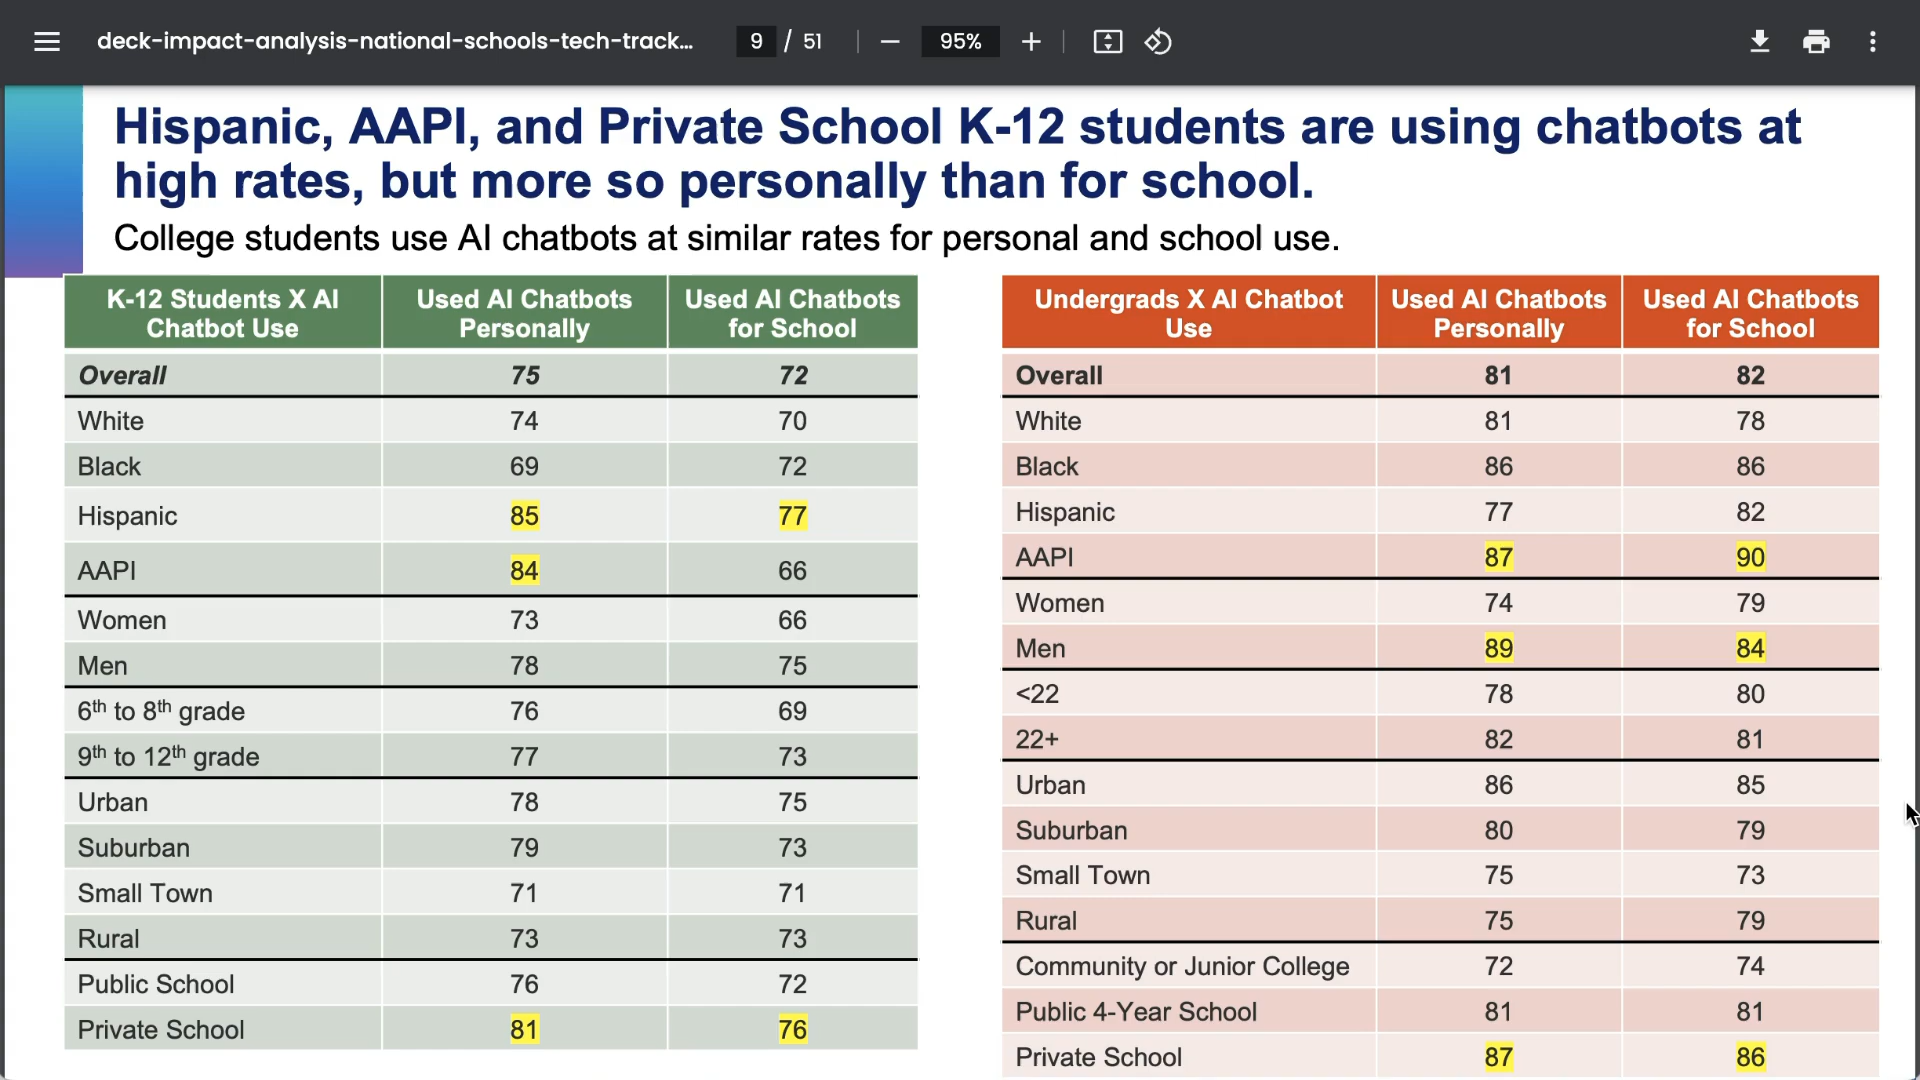 deck-impact-analysis-national-schools-tech-track...
9 / 51
95%
Hispanic, AAPI, and Private School K-12 students are using chatbots at
high rates, but more so personally than for school.
College students use AI chatbots at similar rates for personal and school use.
K-12 Students X AI Chatbot Use Used AI Chatbots Personally Used AI Chatbots for School
Overall 75 72
White 74 70
Black 69 72
Hispanic 85 77
AAPI 84 66
Women 73 66
Men 78 75
6th to 8th grade 76 69
9th to 12th grade 77 73
Urban 78 75
Suburban 79 73
Small Town 71 71
Rural 73 73
Public School 76 72
Private School 81 76
Undergrads X AI Chatbot Use Used AI Chatbots Personally Used AI Chatbots for School
Overall 81 82
White 81 78
Black 86 86
Hispanic 77 82
AAPI 87 90
Women 74 79
Men 89 84
<22 78 80
22+ 82 81
Urban 86 85
Suburban 80 79
Small Town 75 73
Rural 75 79
Community or Junior College 72 74
Public 4-Year School 81 81
Private School 87 86